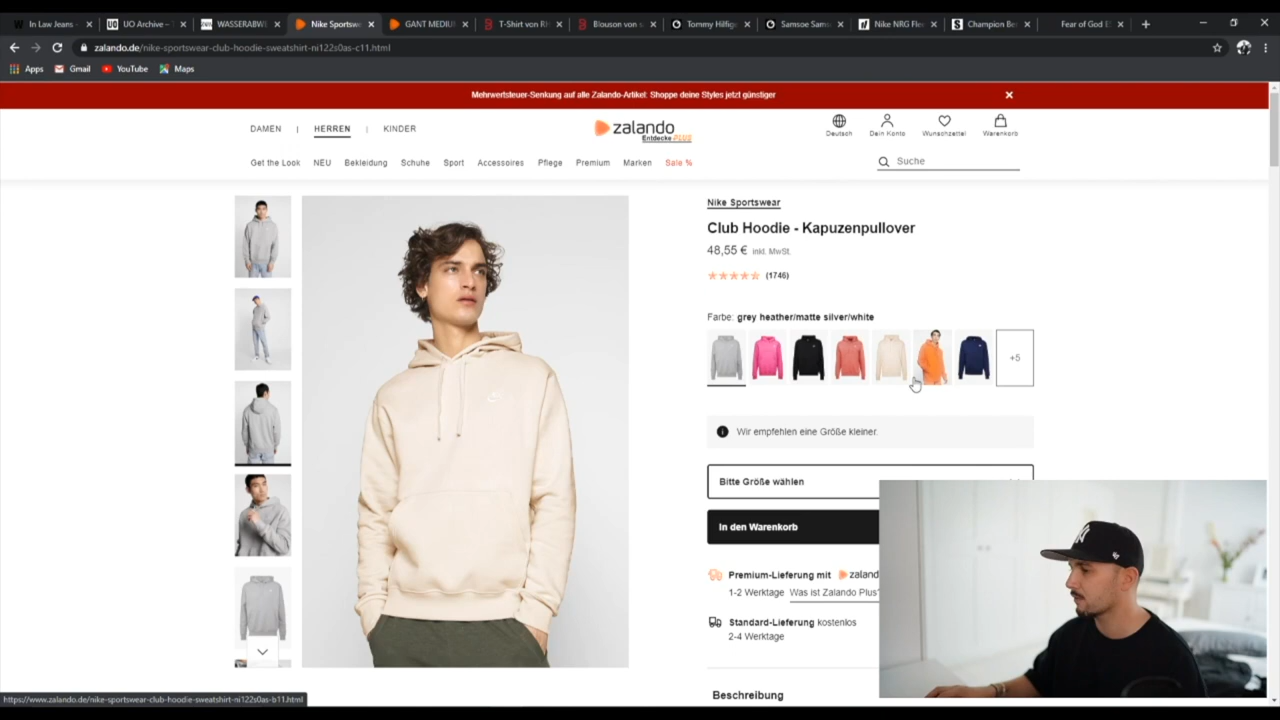 In Law Jeans -
UO Archive – T
WASSERABW
Nike Sportswe
GANT MEDIU
T-Shirt von R
Blouson von s
Tommy Hilfig
Samsoe Sams
Nike NRG Fle
Champion Be
Fear of God E
zalando.de/nike-sportswear-club-hoodie-sweatshirt-ni122s0as-c11.html
Apps Gmail YouTube Maps
Mehrwertsteuer-Senkung auf alle Zalando-Artikel: Shoppe deine Styles jetzt günstiger
DAMEN | HERREN | KINDER
zalando
Entdecke PLUS
Deutsch Dein Konto Wunschzettel Warenkorb
Get the Look NEU Bekleidung Schuhe Sport Accessoires Pflege Premium Marken Sale %
Suche
Nike Sportswear
Club Hoodie - Kapuzenpullover
48,55 € inkl. MwSt.
(1746)
Farbe: grey heather/matte silver/white
+5
Wir empfehlen eine Größe kleiner.
Bitte Größe wählen
In den Warenkorb
Premium-Lieferung mit zaland
1-2 Werktage Was ist Zalando Plus?
Standard-Lieferung kostenlos
2-4 Werktage
Beschreibung
https://www.zalando.de/nike-sportswear-club-hoodie-sweatshirt-ni122s0as-b11.html